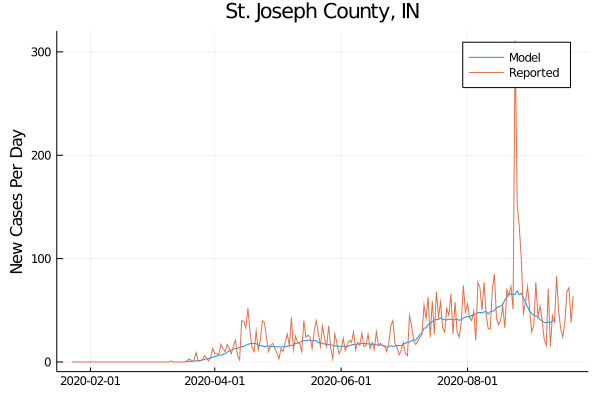 St. Joseph County, IN
New Cases Per Day
300
200
100
0
Model
Reported
2020-02-01
2020-04-01
2020-06-01
2020-08-01